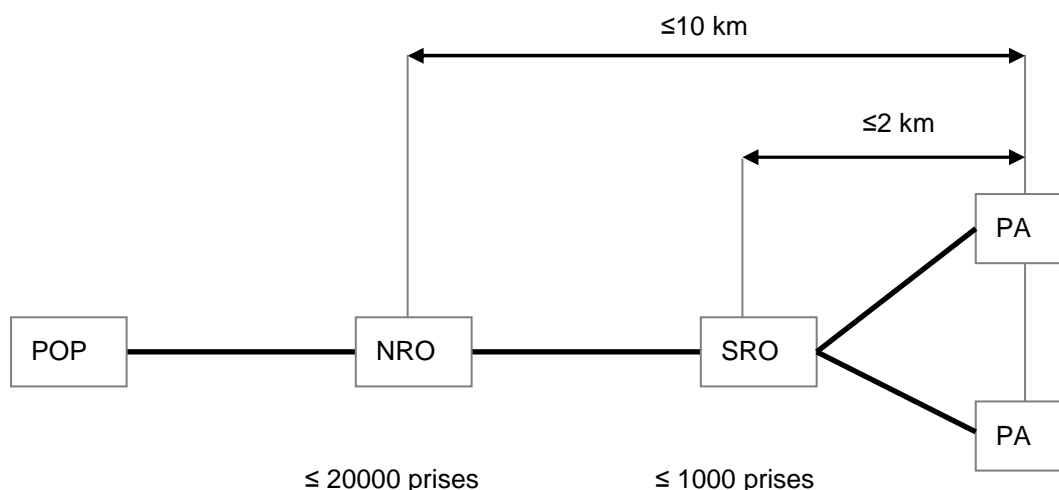 ≤10 km
≤2 km
PA
POP
NRO
SRO
PA
≤ 20000 prises
≤ 1000 prises